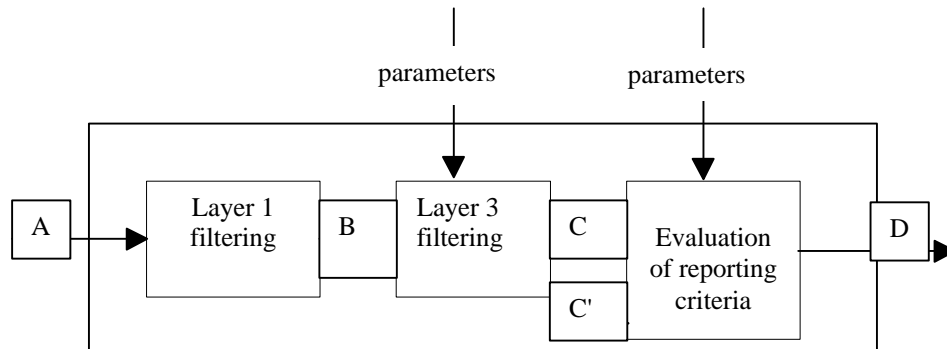 parameters
parameters
A
Layer 1
filtering
B
Layer 3
filtering
C
C'
Evaluation
of reporting
criteria
D